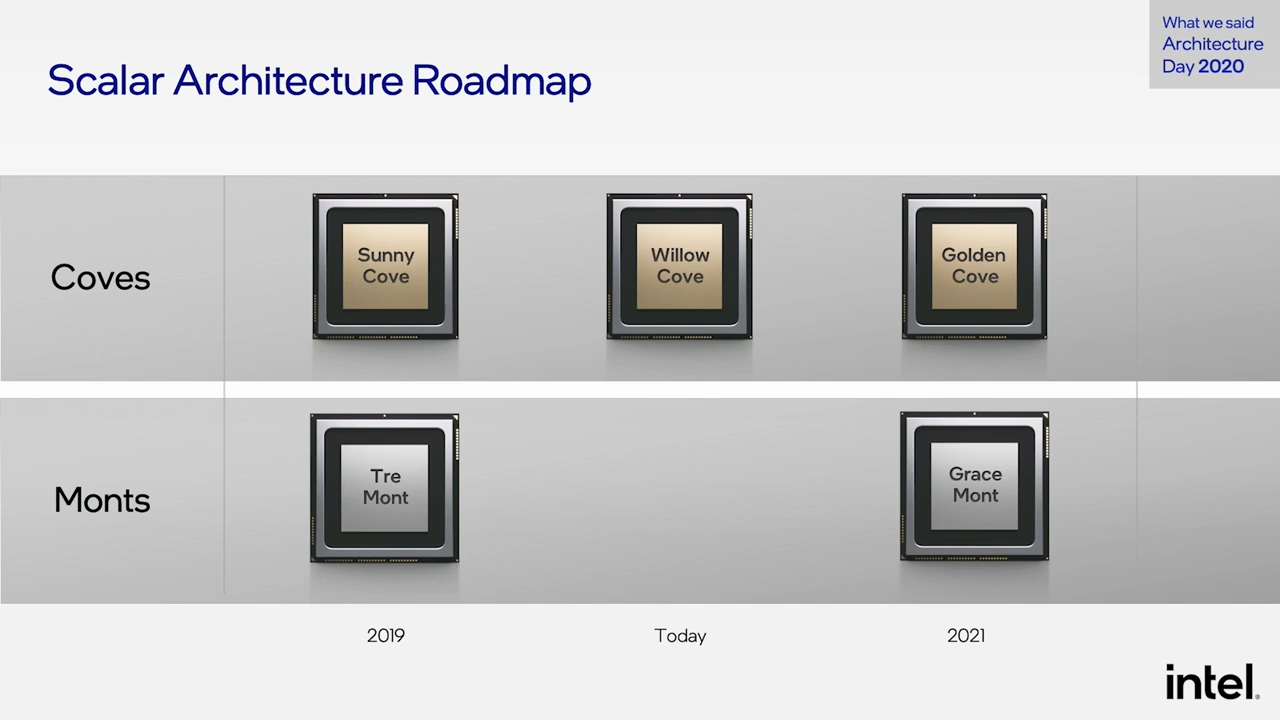 What we said
Architecture
Day 2020
Scalar Architecture Roadmap
Coves
Sunny
Cove
Willow
Cove
Golden
Cove
Monts
Tre
Mont
Grace
Mont
2019
Today
2021
intel.